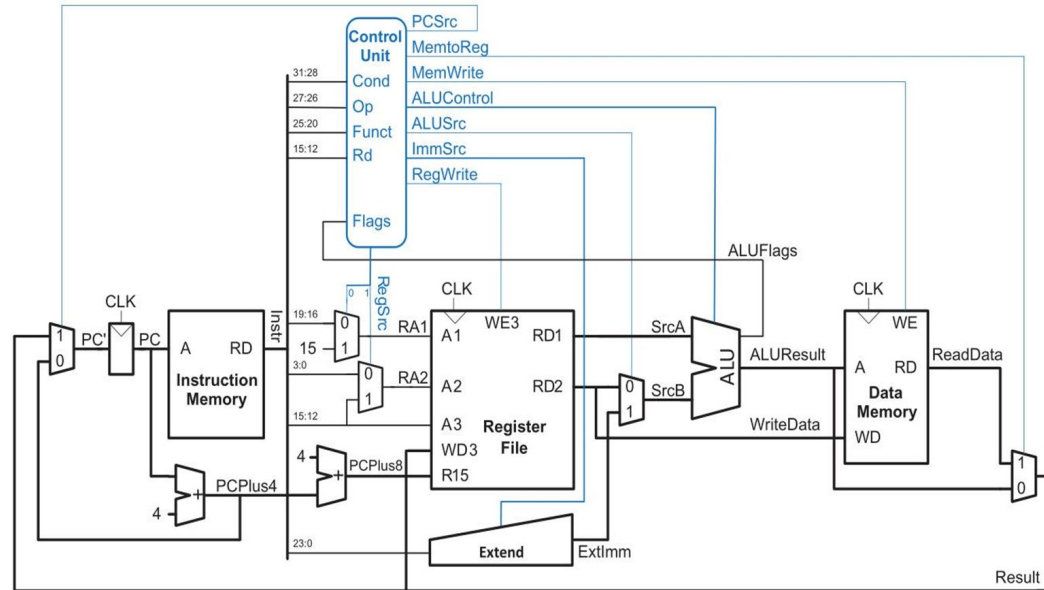 PCSrc
Control
Unit
MemtoReg
31:28
Cond
MemWrite
27:26
Op
ALUControl
25:20
Funct
ALUSrc
15:12
Rd
ImmSrc
RegWrite
Flags
ALUFlags
RegSrc
0 1
CLK
CLK
CLK
1
0
PC'
PC
A RD
Instruction
Memory
Instr
19:16
15
0
1
RA1
3:0
0
1
RA2
15:12
A1
WE3
RD1
A2
RD2
A3
Register
File
WD3
R15
SrcA
0
1
SrcB
ALU
ALUResult
WE
A RD
Data
Memory
WD
ReadData
WriteData
1
0
4
+
PCPlus8
PCPlus4
+
4
23:0
Extend
ExtImm
Result